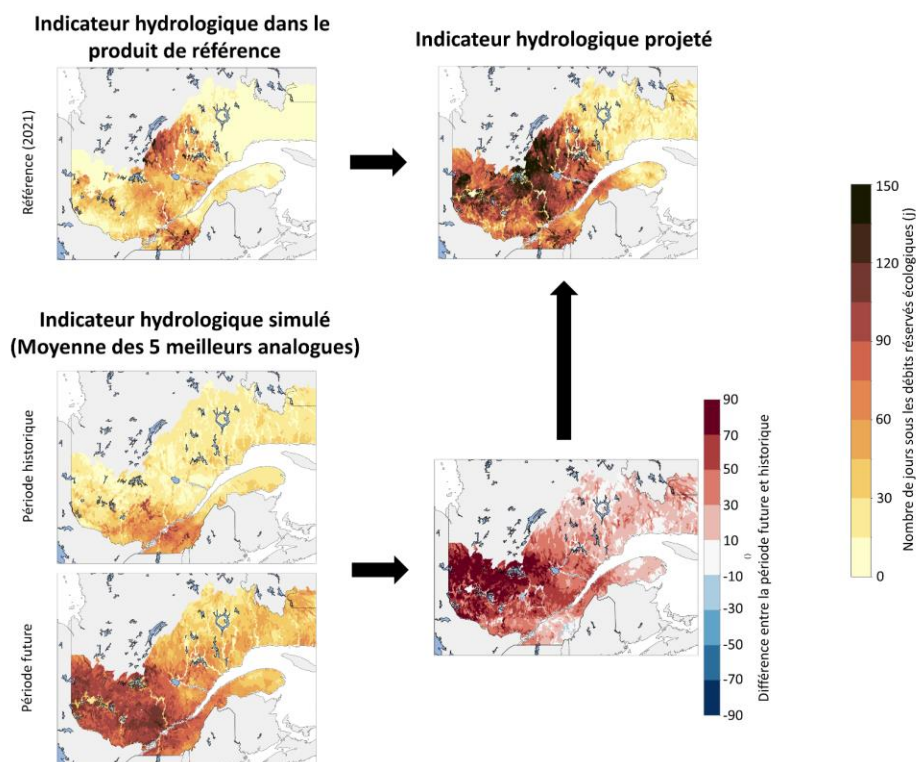 Indicateur hydrologique dans le
produit de référence
Indicateur hydrologique projeté
Référence (2021)
Indicateur hydrologique simulé
(Moyenne des 5 meilleurs analogues)
Période historique
Période future
90
70
50
30
10
-10
-30
-50
-70
-90
()
Différence entre la période future et historique
150
120
90
60
30
0
Nombre de jours sous les débits réservés écologiques (j)